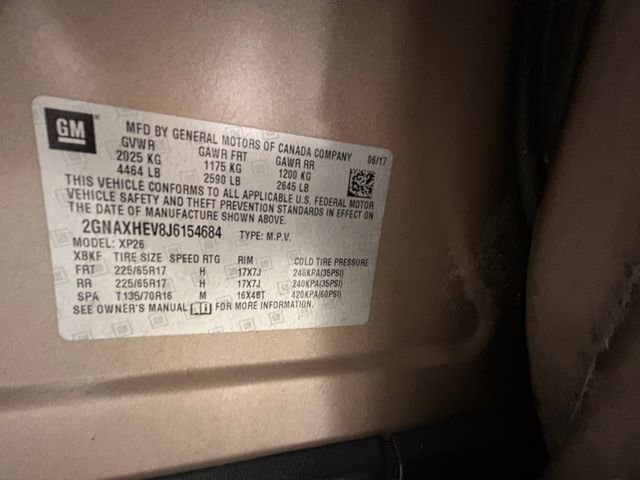 GM
MFD BY GENERAL MOTORS OF CANADA COMPANY
GVWR GAWR FRT GAWR RR 06/17
2025 KG 1175 KG 1200 KG
4464 LB 2590 LB 2645 LB
THIS VEHICLE CONFORMS TO ALL APPLICABLE U.S. FEDERAL MOTOR
VEHICLE SAFETY AND THEFT PREVENTION STANDARDS IN EFFECT ON
THE DATE OF MANUFACTURE SHOWN ABOVE.
2GNAXHEV8J6154684 TYPE: M.P.V.
MODEL: XP26
XBKF TIRE SIZE SPEED RTG RIM COLD TIRE PRESSURE
FRT 225/65R17 H 17X7J 240KPA(35PSI)
RR 225/65R17 H 17X7J 240KPA(35PSI)
SPA T135/70R16 M 16X4BT 420KPA(60PSI)
SEE OWNER'S MANUAL FOR MORE INFORMATION.